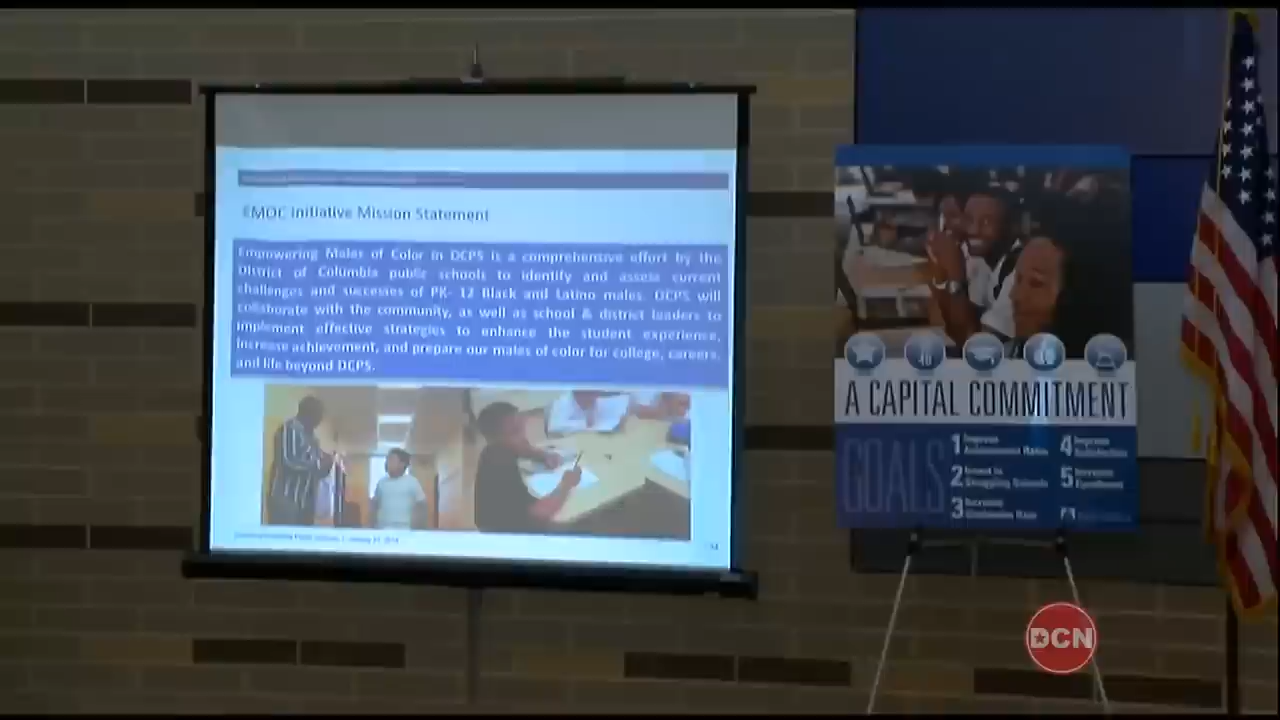 EMOC Initiative Mission Statement
Empowering Males of Color in DCPS is a comprehensive effort by the
District of Columbia public schools to identify and assess current
challenges and successes of PK- 12 Black and Latino males. DCPS will
collaborate with the community, as well as school & district leaders to
implement effective strategies to enhance the student experience,
increase achievement, and prepare our males of color for college, careers,
and life beyond DCPS.
A CAPITAL COMMITMENT
GOALS
1 Improve
Achievement Rates
2 Invest in
Struggling Schools
3 Increase
Graduation Rate
4 Improve
Satisfaction
5 Increase
Enrollment
DCN